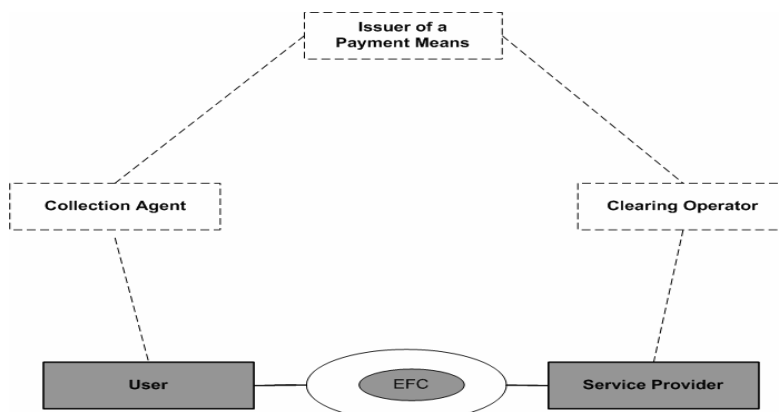 Issuer of a
Payment Means
Collection Agent
Clearing Operator
User
EFC
Service Provider